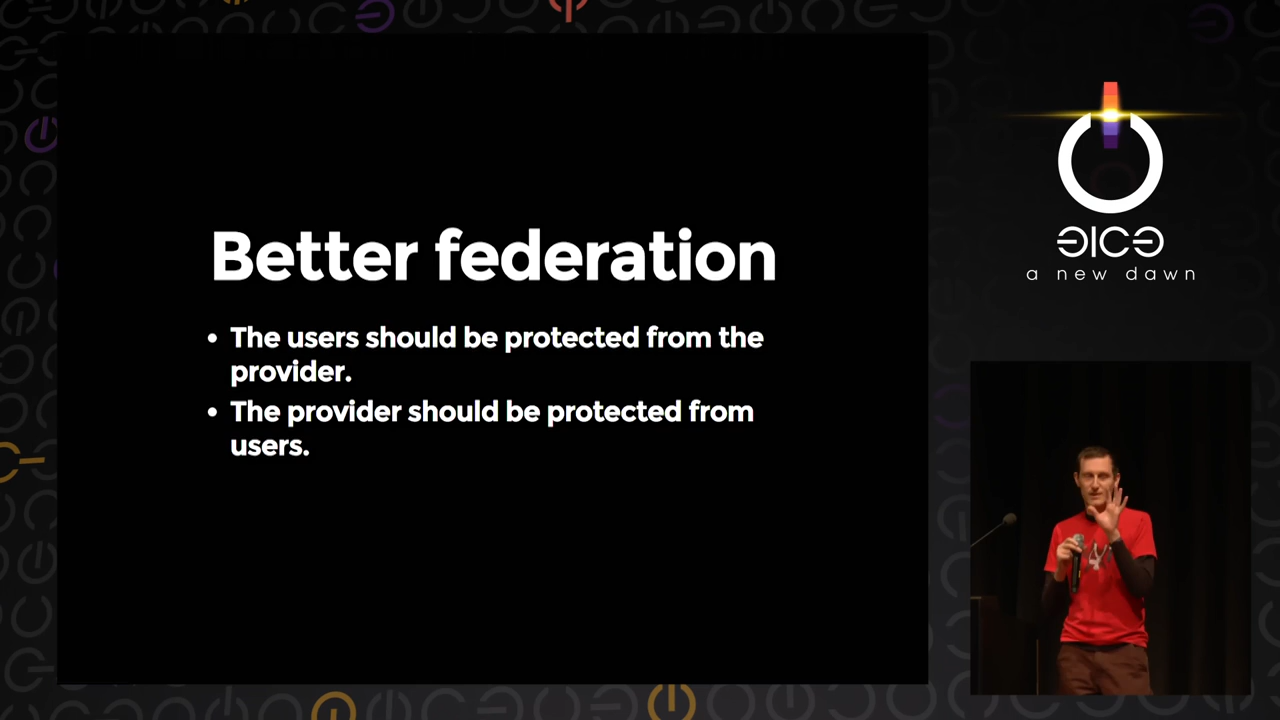 Better federation
• The users should be protected from the
provider.
• The provider should be protected from
users.
31C3
a new dawn